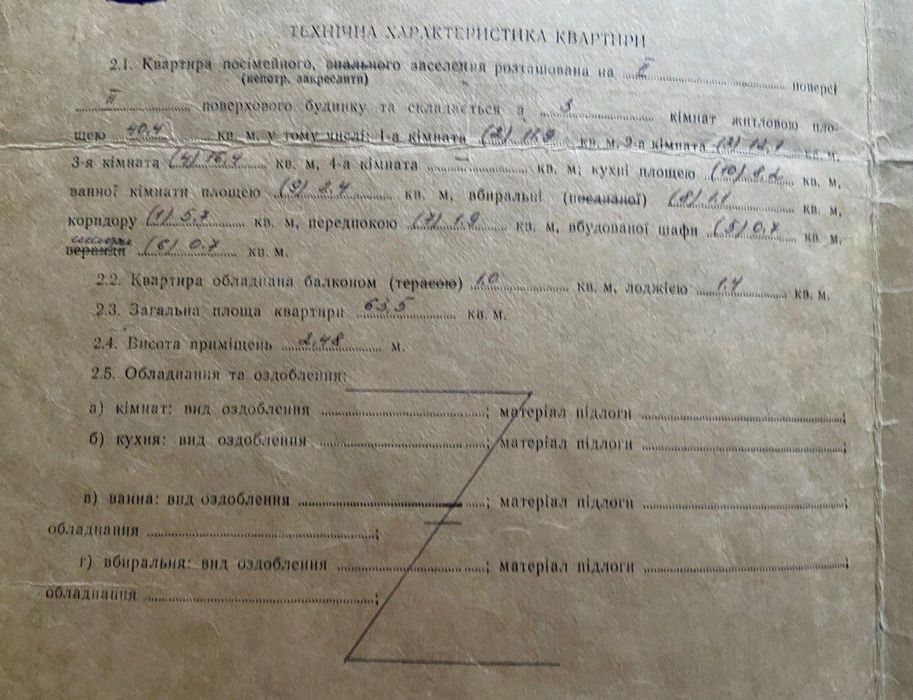 ТЕХНІЧНА ХАРАКТЕРИСТИКА КВАРТИРИ
2.1. Квартира посімейного, спального заселення розташована на II поверсі
(непотр. закреслити)
II поверхового будинку та складається з 3 кімнат житловою пло-
щею 40,4 кв. м, у тому числі: 1-а кімната (2) 11,9 кв. м, 2-а кімната (3) 12,1 кв. м,
3-я кімната (4) 16,4 кв. м, 4-а кімната — кв. м; кухні площею (10) 8,2 кв. м,
ванної кімнати площею (9) 2,4 кв. м, вбиральні (поєднаної) (8) 1,1 кв. м,
коридору (1) 5,7 кв. м, передпокою (7) 1,9 кв. м, вбудованої шафи (5) 0,7 кв. м,
веранди (6) 0,7 кв. м.
2.2. Квартира обладнана балконом (терасою) 1,0 кв. м, лоджією 1,4 кв. м.
2.3. Загальна площа квартири 63,5 кв. м.
2.4. Висота приміщень 2,48 м.
2.5. Обладнання та оздоблення:
а) кімнат: вид оздоблення ; матеріал підлоги ;
б) кухня: вид оздоблення ; матеріал підлоги ;
в) ванна: вид оздоблення ; матеріал підлоги ;
обладнання ;
г) вбиральня: вид оздоблення ; матеріал підлоги ;
обладнання ;